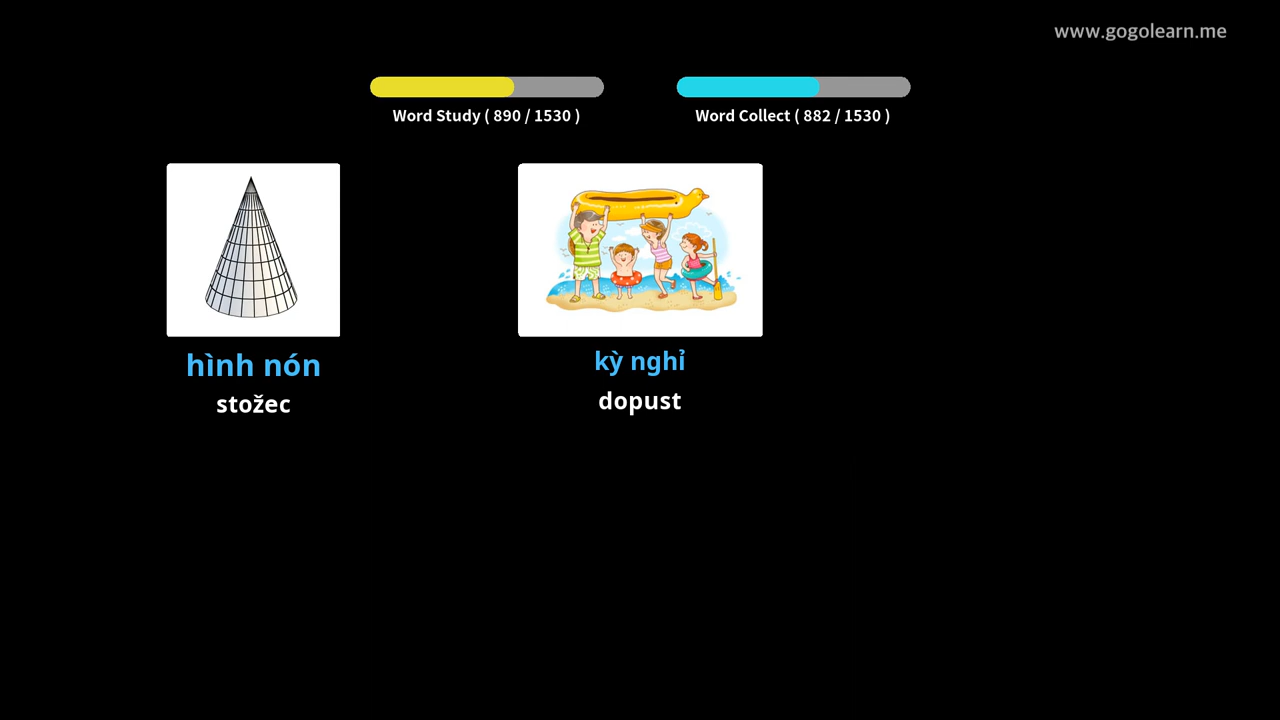 www.gogolearn.me
Word Study ( 890 / 1530 )
Word Collect ( 882 / 1530 )
hình nón
stožec
kỳ nghỉ
dopust